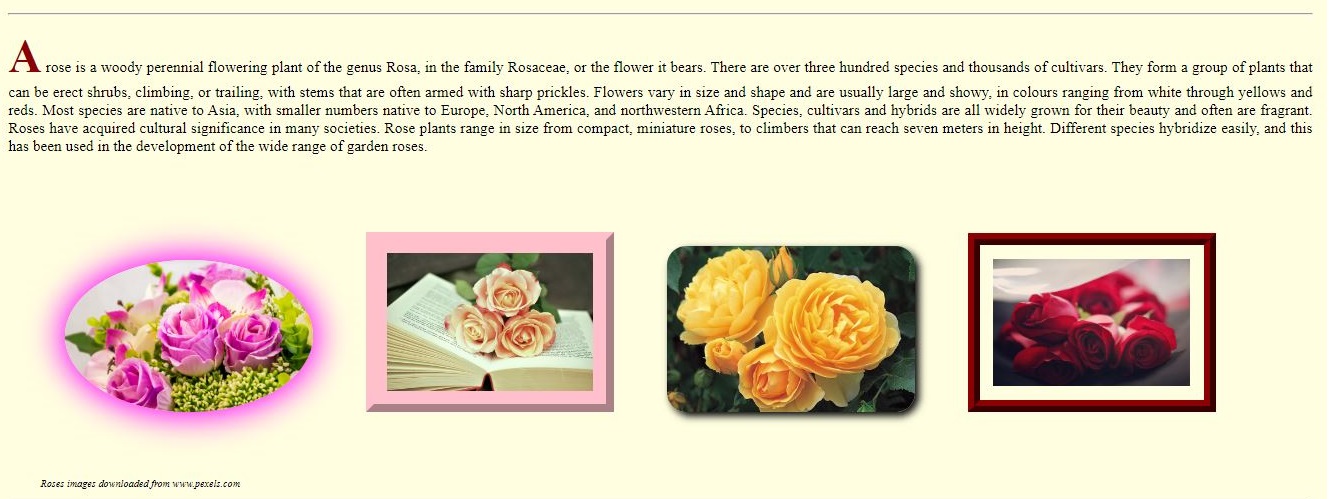 A rose is a woody perennial flowering plant of the genus Rosa, in the family Rosaceae, or the flower it bears. There are over three hundred species and thousands of cultivars. They form a group of plants that
can be erect shrubs, climbing, or trailing, with stems that are often armed with sharp prickles. Flowers vary in size and shape and are usually large and showy, in colours ranging from white through yellows and
reds. Most species are native to Asia, with smaller numbers native to Europe, North America, and northwestern Africa. Species, cultivars and hybrids are all widely grown for their beauty and often are fragrant.
Roses have acquired cultural significance in many societies. Rose plants range in size from compact, miniature roses, to climbers that can reach seven meters in height. Different species hybridize easily, and this
has been used in the development of the wide range of garden roses.
Roses images downloaded from www.pexels.com